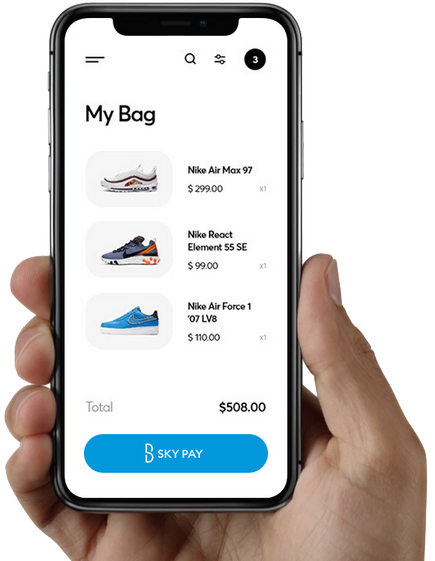 3
My Bag
Nike Air Max 97
$ 299.00 x1
Nike React
Element 55 SE
$ 99.00 x1
Nike Air Force 1
'07 LV8
$ 110.00 x1
Total $508.00
SKY PAY